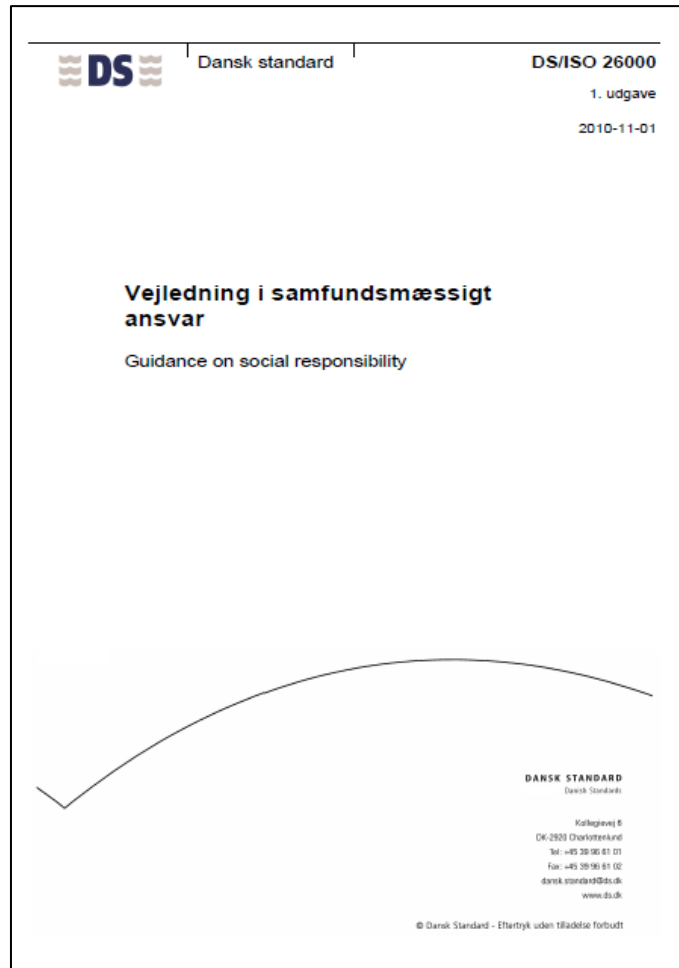 DS
Dansk standard
DS/ISO 26000
1. udgave
2010-11-01
Vejledning i samfundsmæssigt
ansvar
Guidance on social responsibility
DANSK STANDARD
Danish Standards
Kollegievej 6
DK-2920 Charlottenlund
Tel: +45 39 96 61 01
Fax: +45 39 96 61 02
dansk.standard@ds.dk
www.ds.dk
© Dansk Standard - Eftertryk uden tilladelse forbudt